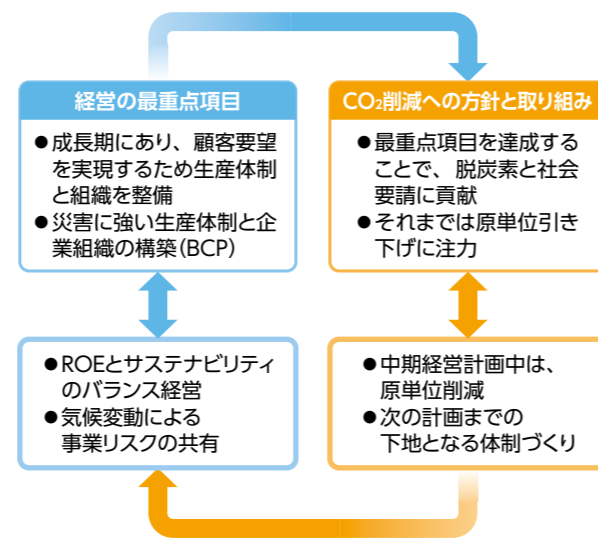 経営の最重点項目
●成長期にあり、顧客要望
を実現するため生産体制
と組織を整備
●災害に強い生産体制と企
業組織の構築(BCP)
CO₂削減への方針と取り組み
●最重点項目を達成する
ことで、脱炭素と社会
要請に貢献
●それまでは原単位引き
下げに注力
●ROEとサステナビリティ
のバランス経営
●気候変動による
事業リスクの共有
●中期経営計画中は、
原単位削減
●次の計画までの
下地となる体制づくり